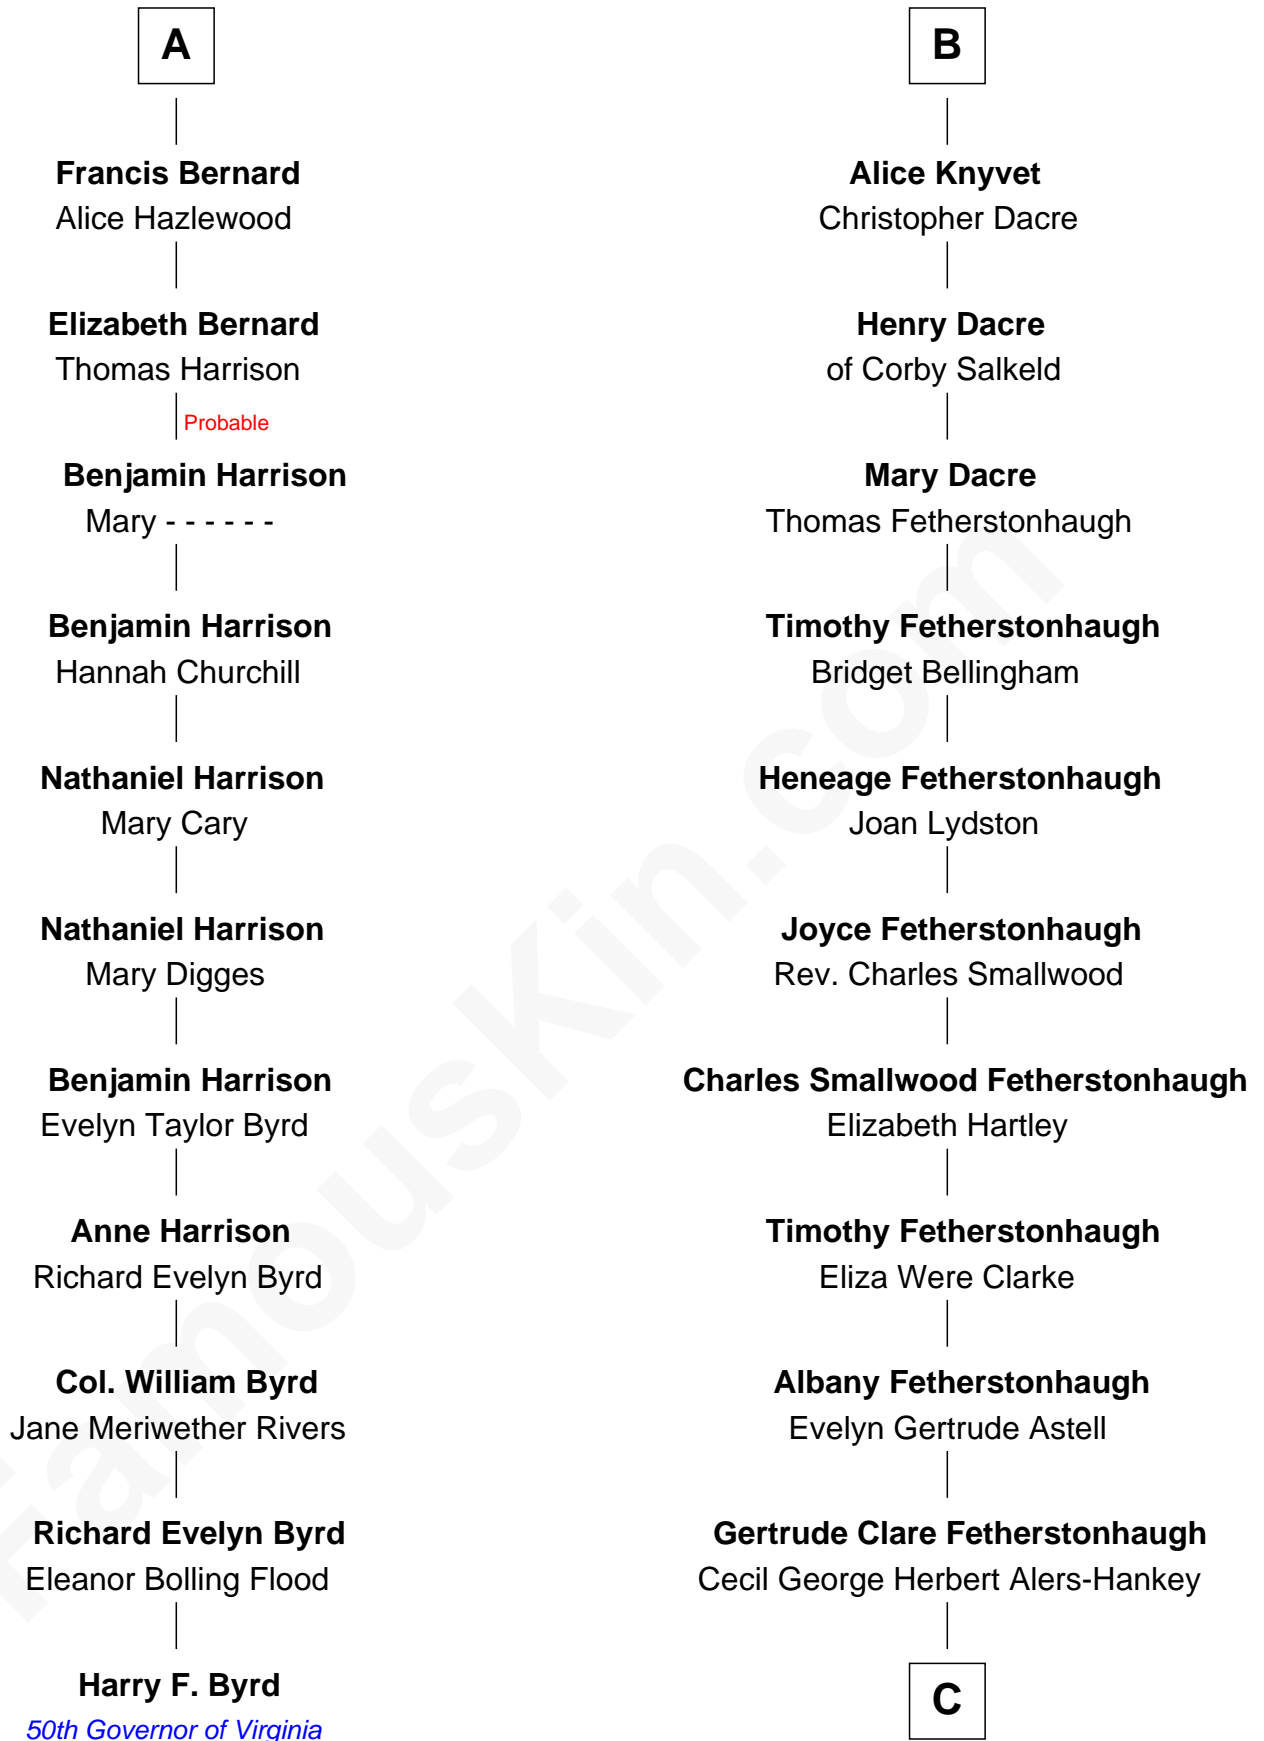 A
Francis Bernard
Alice Hazlewood
Elizabeth Bernard
Thomas Harrison
Probable
Benjamin Harrison
Mary - - - - - -
Benjamin Harrison
Hannah Churchill
Nathaniel Harrison
Mary Cary
Nathaniel Harrison
Mary Digges
Benjamin Harrison
Evelyn Taylor Byrd
Anne Harrison
Richard Evelyn Byrd
Col. William Byrd
Jane Meriwether Rivers
Richard Evelyn Byrd
Eleanor Bolling Flood
Harry F. Byrd
50th Governor of Virginia
B
Alice Knyvet
Christopher Dacre
Henry Dacre
of Corby Salkeld
Mary Dacre
Thomas Fetherstonhaugh
Timothy Fetherstonhaugh
Bridget Bellingham
Heneage Fetherstonhaugh
Joan Lydston
Joyce Fetherstonhaugh
Rev. Charles Smallwood
Charles Smallwood Fetherstonhaugh
Elizabeth Hartley
Timothy Fetherstonhaugh
Eliza Were Clarke
Albany Fetherstonhaugh
Evelyn Gertrude Astell
Gertrude Clare Fetherstonhaugh
Cecil George Herbert Alers-Hankey
C
FamousKin.com